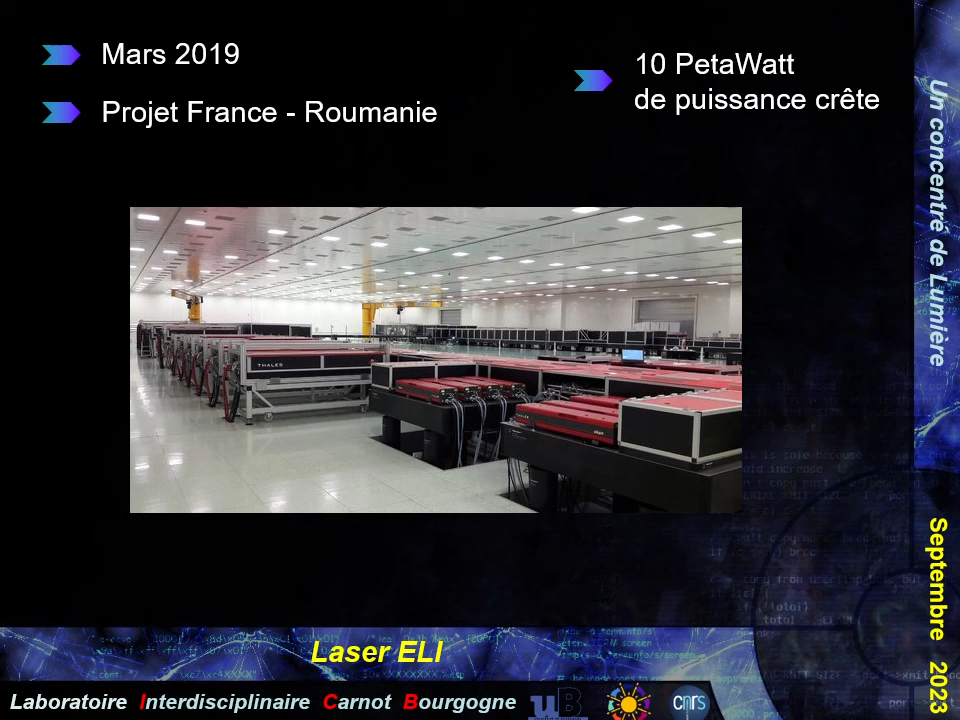 Mars 2019
Projet France - Roumanie
10 PetaWatt
de puissance crête
THALES
THALES
Laser ELI
Laboratoire Interdisciplinaire Carnot Bourgogne
uB
cnrs
Un concentré de Lumière
Septembre 2023